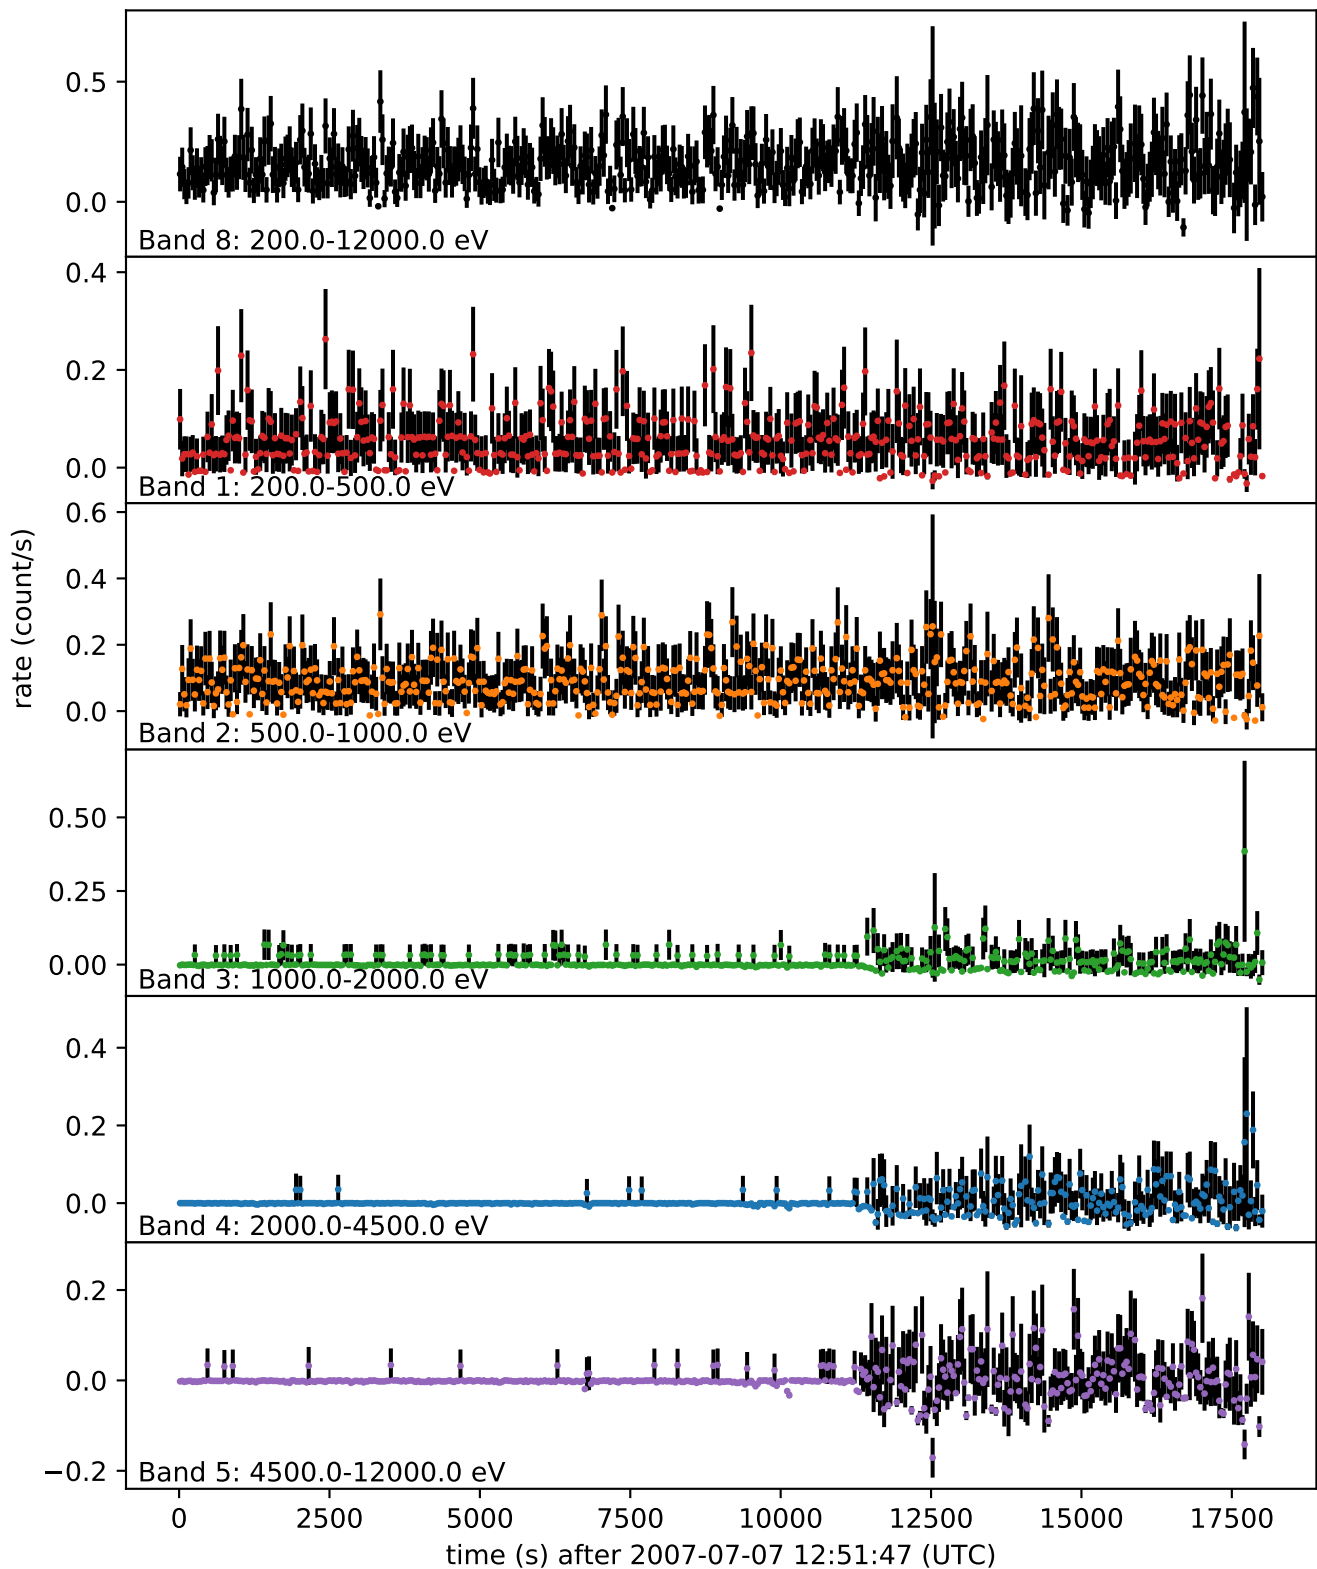 0.5
0.0
Band 8: 200.0-12000.0 eV
0.4
0.2
0.0
Band 1: 200.0-500.0 eV
0.6
0.4
0.2
0.0
Band 2: 500.0-1000.0 eV
rate (count/s)
0.50
0.25
0.00
Band 3: 1000.0-2000.0 eV
0.4
0.2
0.0
Band 4: 2000.0-4500.0 eV
0.2
0.0
−0.2
Band 5: 4500.0-12000.0 eV
0 2500 5000 7500 10000 12500 15000 17500
time (s) after 2007-07-07 12:51:47 (UTC)